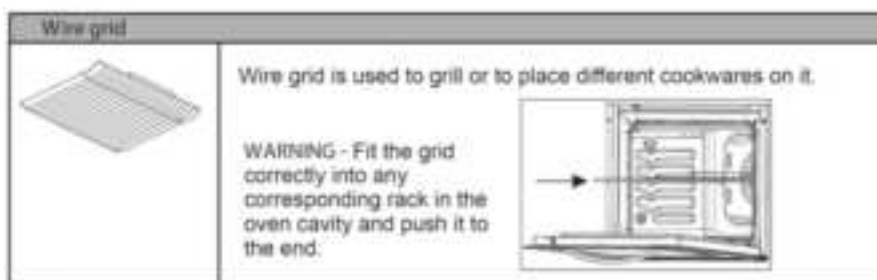 Wire grid
Wire grid is used to grill or to place different cookwares on it.
WARNING - Fit the grid
correctly into any
corresponding rack in the
oven cavity and push it to
the end.